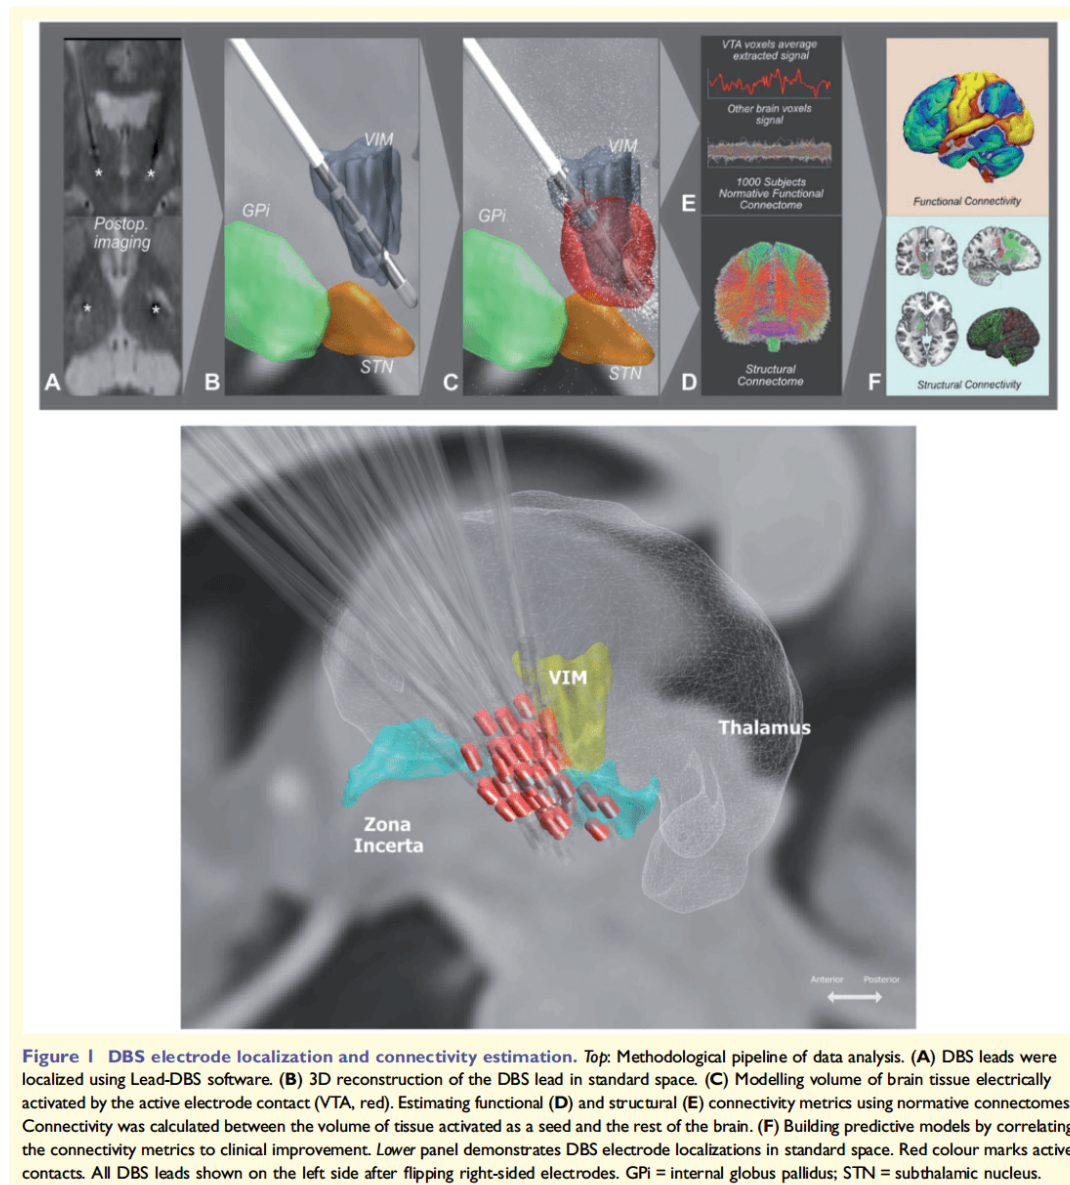 VTA voxels average
extracted signal
Other brain voxels
signal
1000 Subjects
Normative Functional
Connectome
Structural
Connectome
Functional Connectivity
Structural Connectivity
Postop.
imaging
VIM
GPi
STN
VIM
GPi
STN
*
*
*
*
A
B
C
E
D
F
VIM
Thalamus
Zona
Incerta
Anterior Posterior
Figure 1 DBS electrode localization and connectivity estimation. Top: Methodological pipeline of data analysis. (A) DBS leads were
localized using Lead-DBS software. (B) 3D reconstruction of the DBS lead in standard space. (C) Modelling volume of brain tissue electrically
activated by the active electrode contact (VTA, red). Estimating functional (D) and structural (E) connectivity metrics using normative connectomes
Connectivity was calculated between the volume of tissue activated as a seed and the rest of the brain. (F) Building predictive models by correlating
the connectivity metrics to clinical improvement. Lower panel demonstrates DBS electrode localizations in standard space. Red colour marks active
contacts. All DBS leads shown on the left side after flipping right-sided electrodes. GPi = internal globus pallidus; STN = subthalamic nucleus.